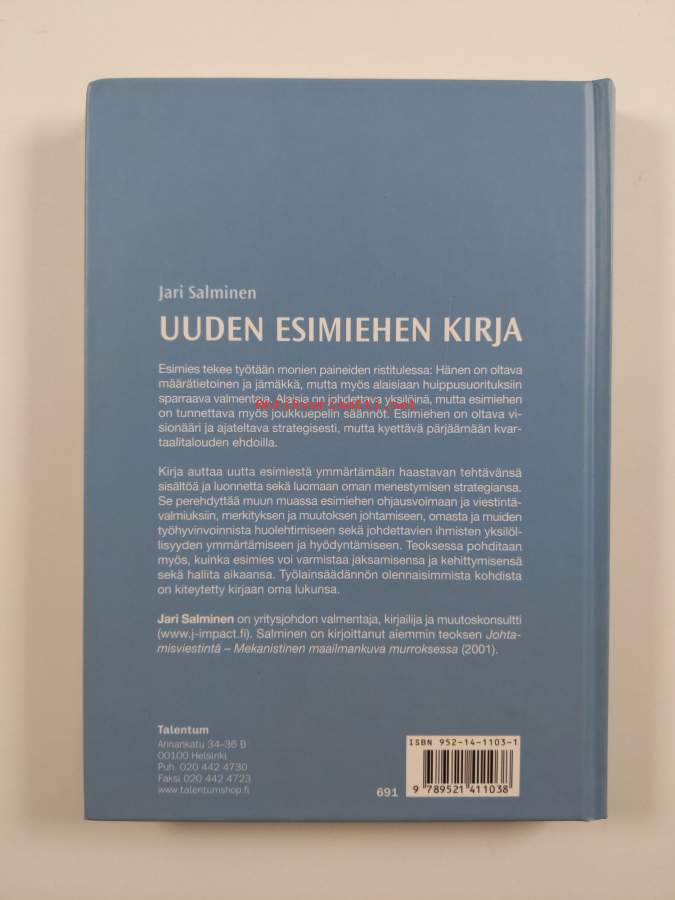 Jari Salminen
UUDEN ESIMIEHEN KIRJA
Esimies tekee työtään monien paineiden ristitulessa: Hänen on oltava
määrätietoinen ja jämäkkä, mutta myös alaisiaan huippusuorituksiin
sparraava valmentaja. Alaisia on johdettava yksilöinä, mutta esimiehen
on tunnettava myös joukkuepelin säännöt. Esimiehen on oltava vi-
sionääri ja ajateltava strategisesti, mutta kyettävä pärjäämään kvar-
taalitalouden ehdoilla.
Kirja auttaa uutta esimiestä ymmärtämään haastavan tehtävänsä
sisältöä ja luonnetta sekä luomaan oman menestymisen strategiansa.
Se perehdyttää muun muassa esimiehen ohjausvoimaan ja viestintä-
valmiuksiin, merkityksen ja muutoksen johtamiseen, omasta ja muiden
työhyvinvoinnista huolehtimiseen sekä johdettavien ihmisten yksilöl-
lisyyden ymmärtämiseen ja hyödyntämiseen. Teoksessa pohditaan
myös, kuinka esimies voi varmistaa jaksamisensa ja kehittymisensä
sekä hallita aikaansa. Työlainsäädännön olennaisimmista kohdista
on kiteytetty kirjaan oma lukunsa.
Jari Salminen on yritysjohdon valmentaja, kirjailija ja muutoskonsultti
(www.j-impact.fi). Salminen on kirjoittanut aiemmin teoksen Johta-
misviestintä – Mekanistinen maailmankuva murroksessa (2001).
Talentum
Annankatu 34–36 B
00100 Helsinki
Puh. 020 442 4730
Faksi 020 442 4723
www.talentumshop.fi
691
ISBN 952-14-1103-1
9 789521 411038